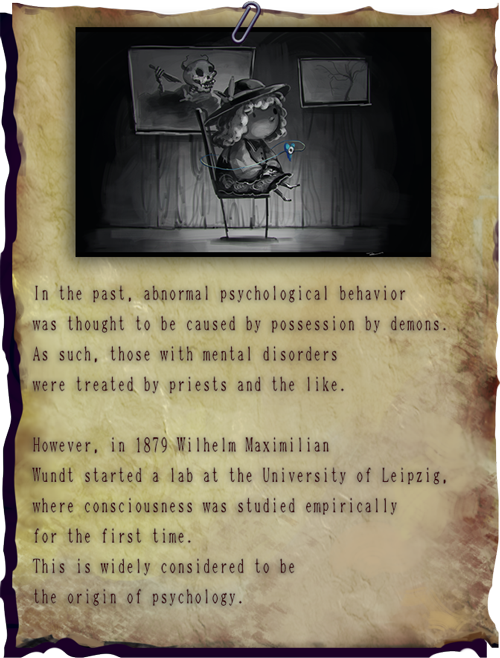 In the past, abnormal psychological behavior
was thought to be caused by possession by demons.
As such, those with mental disorders
were treated by priests and the like.
However, in 1879 Wilhelm Maximilian
Wundt started a lab at the University of Leipzig,
where consciousness was studied empirically
for the first time.
This is widely considered to be
the origin of psychology.